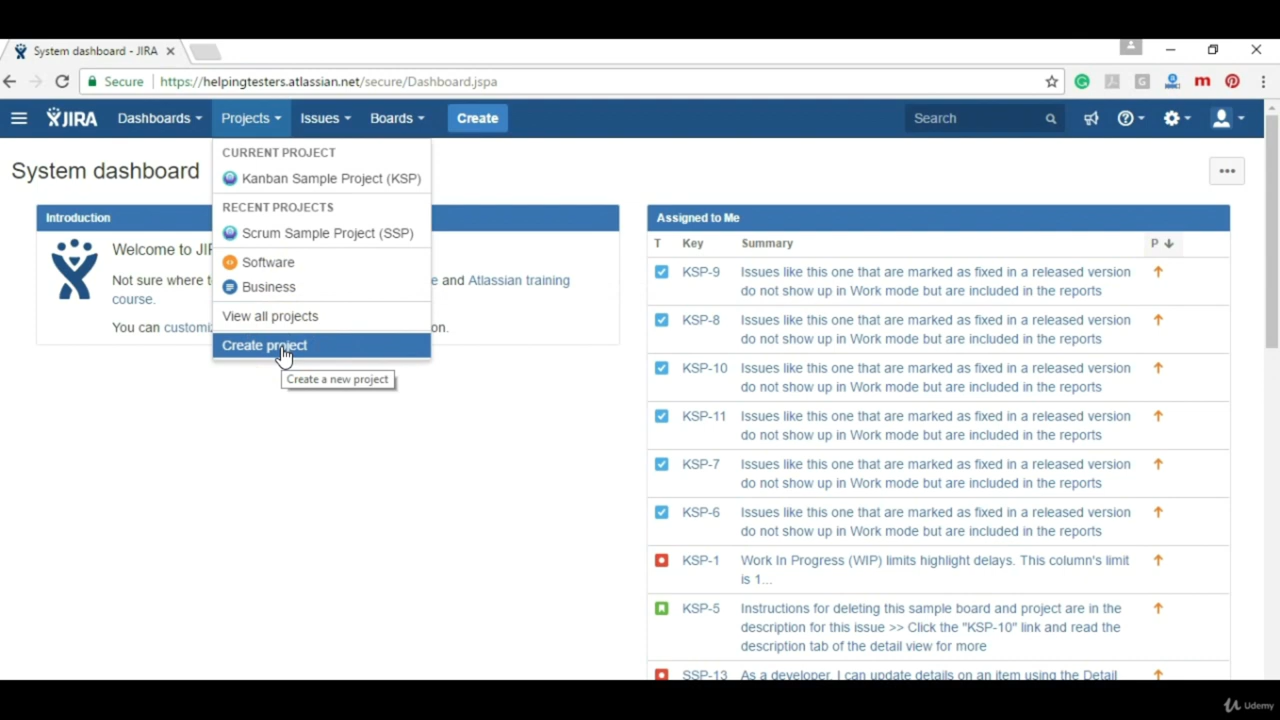 System dashboard - JIRA
Secure https://helpingtesters.atlassian.net/secure/Dashboard.jspa
JIRA Dashboards Projects Issues Boards Create Search
System dashboard
CURRENT PROJECT
Kanban Sample Project (KSP)
RECENT PROJECTS
Scrum Sample Project (SSP)
Software
Business
View all projects
Create project
Create a new project
Introduction
Welcome to JI
Not sure where t
e and Atlassian training
course.
You can customi
on.
Assigned to Me
T Key Summary P
KSP-9 Issues like this one that are marked as fixed in a released version
do not show up in Work mode but are included in the reports
KSP-8 Issues like this one that are marked as fixed in a released version
do not show up in Work mode but are included in the reports
KSP-10 Issues like this one that are marked as fixed in a released version
do not show up in Work mode but are included in the reports
KSP-11 Issues like this one that are marked as fixed in a released version
do not show up in Work mode but are included in the reports
KSP-7 Issues like this one that are marked as fixed in a released version
do not show up in Work mode but are included in the reports
KSP-6 Issues like this one that are marked as fixed in a released version
do not show up in Work mode but are included in the reports
KSP-1 Work In Progress (WIP) limits highlight delays. This column's limit
is 1...
KSP-5 Instructions for deleting this sample board and project are in the
description for this issue >> Click the "KSP-10" link and read the
description tab of the detail view for more
SSP-13 As a developer, I can update details on an item using the Detail
Udemy